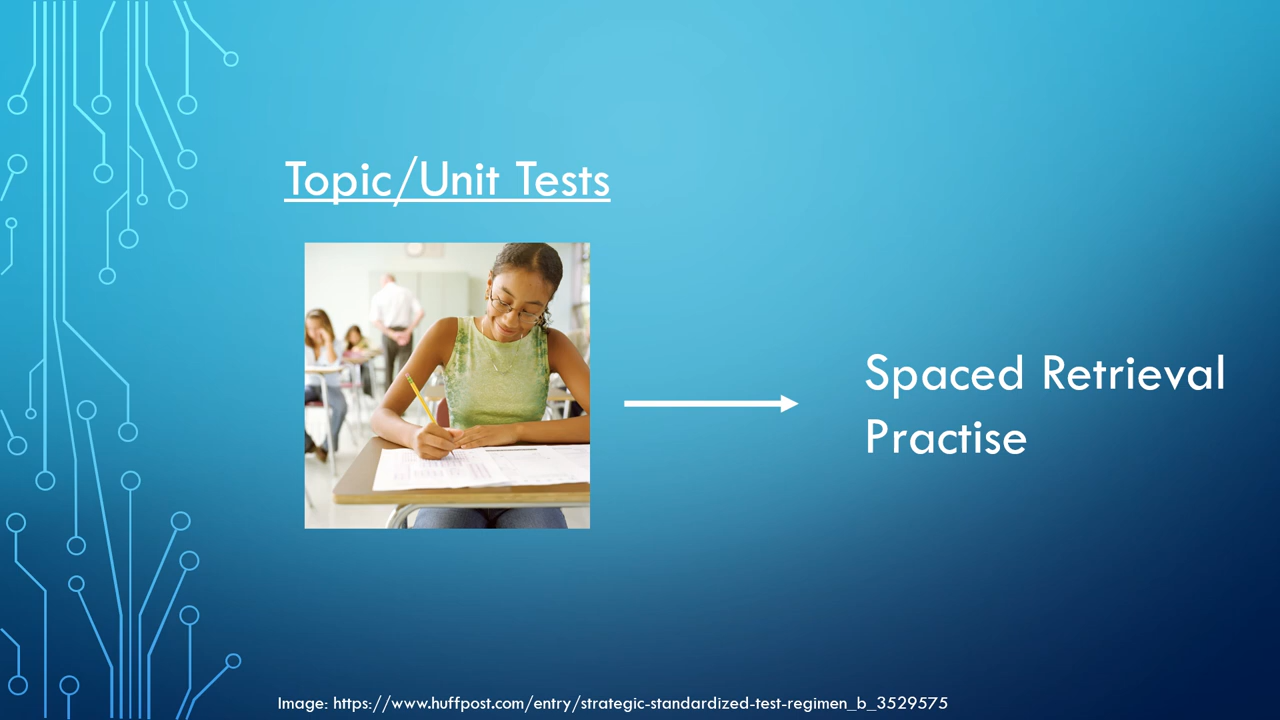 Topic/Unit Tests
Spaced Retrieval
Practise
Image: https://www.huffpost.com/entry/strategic-standardized-test-regimen_b_3529575